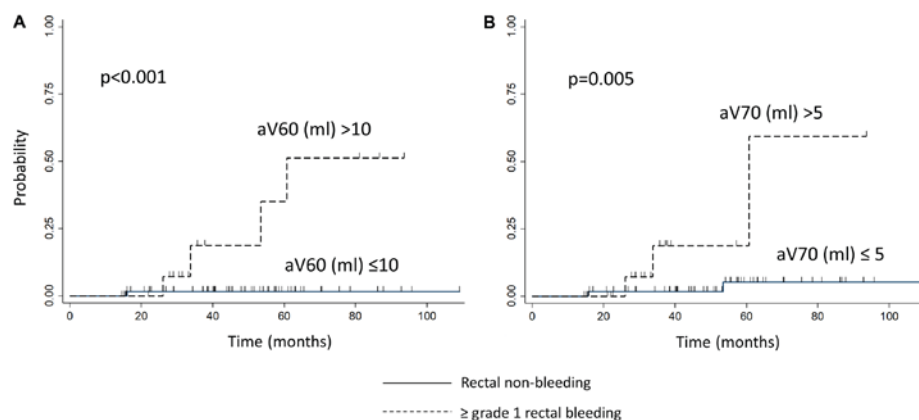 A
B
1.00
0.75
0.50
0.25
0.00
Probability
p<0.001
aV60 (ml) >10
aV60 (ml) ≤10
0 20 40 60 80 100
Time (months)
1.00
0.75
0.50
0.25
0.00
p=0.005
aV70 (ml) >5
aV70 (ml) ≤ 5
0 20 40 60 80 100
Time (months)
Rectal non-bleeding
≥ grade 1 rectal bleeding